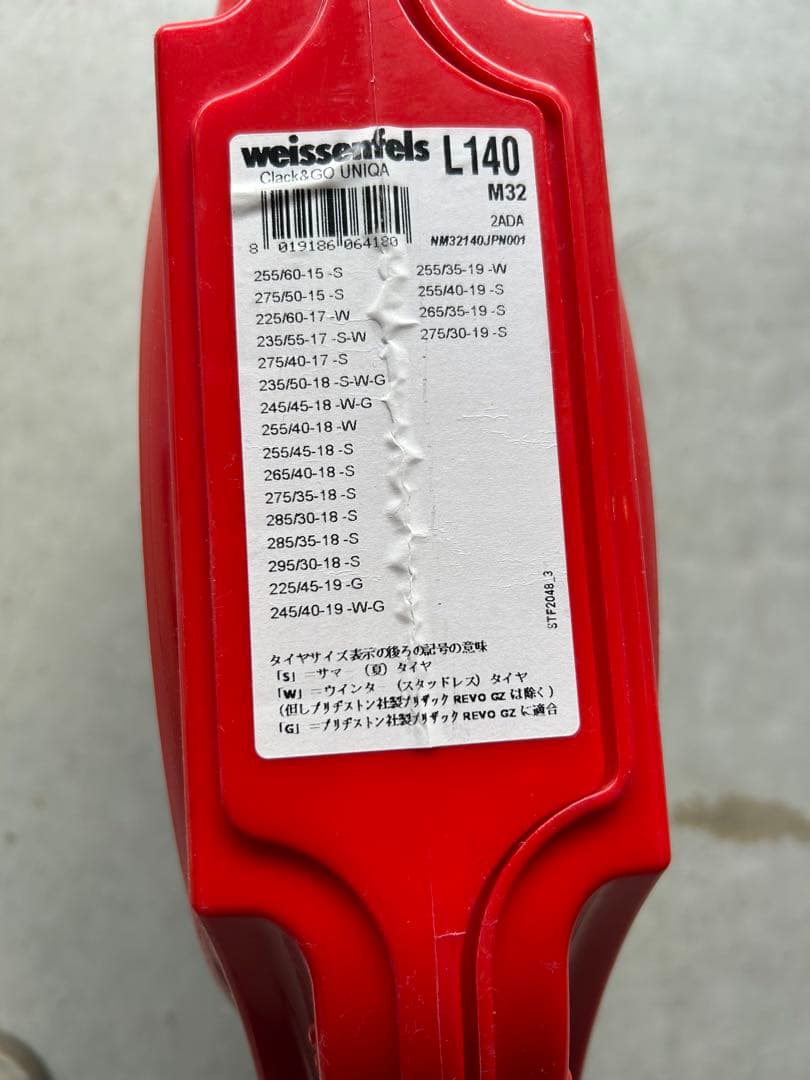 weissenfels L140
Clack&GO UNIQA
M32
2ADA
NM32140JPN001
8 019186 064180
255/60-15 -S
275/50-15 -S
225/60-17 -W
235/55-17 -S-W
275/40-17 -S
235/50-18 -S-W-G
245/45-18 -W-G
255/40-18 -W
255/45-18 -S
265/40-18 -S
275/35-18 -S
285/30-18 -S
285/35-18 -S
295/30-18 -S
225/45-19 -G
245/40-19 -W-G
255/35-19 -W
255/40-19 -S
265/35-19 -S
275/30-19 -S
STF2048_3
タイヤサイズ表示の後ろの記号の意味
「S」＝サマー （夏）タイヤ
「W」＝ウインター （スタッドレス）タイヤ
（但しブリヂストン社製ブリザック REVO GZ は除く）
「G」＝ブリヂストン社製ブリザック REVO GZ に適合